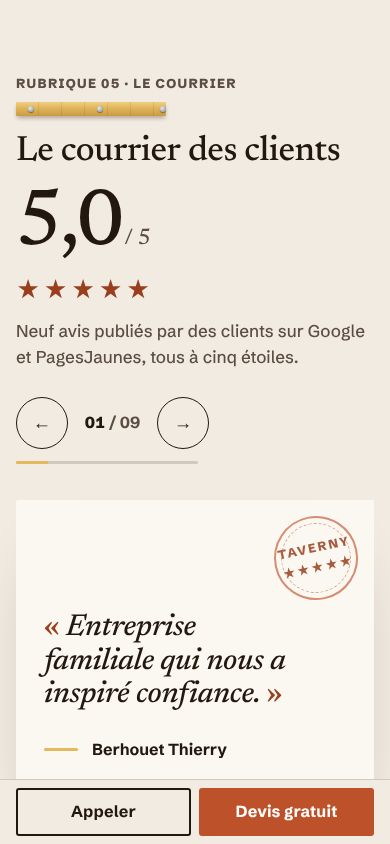 RUBRIQUE 05 · LE COURRIER
Le courrier des clients
5,0 / 5
★★★★★
Neuf avis publiés par des clients sur Google
et PagesJaunes, tous à cinq étoiles.
← 01 / 09 →
TAVERNY
★★★★★
« Entreprise
familiale qui nous a
inspiré confiance. »
Berhouet Thierry
Appeler
Devis gratuit